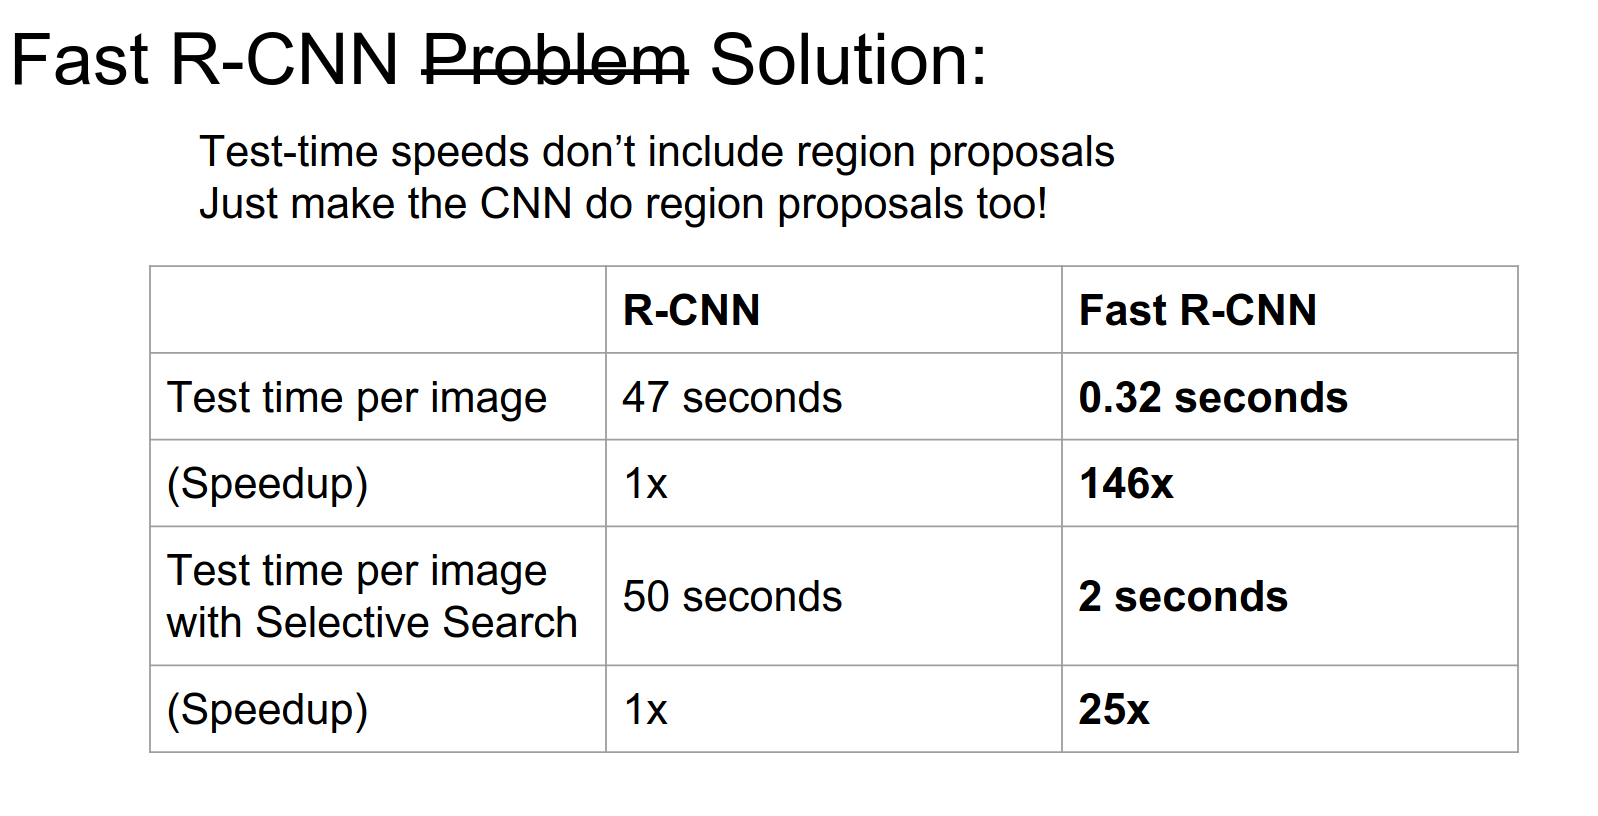 Fast R-CNN Problem Solution:
Test-time speeds don’t include region proposals
Just make the CNN do region proposals too!
R-CNN Fast R-CNN
Test time per image 47 seconds 0.32 seconds
(Speedup) 1x 146x
Test time per image
with Selective Search 50 seconds 2 seconds
(Speedup) 1x 25x